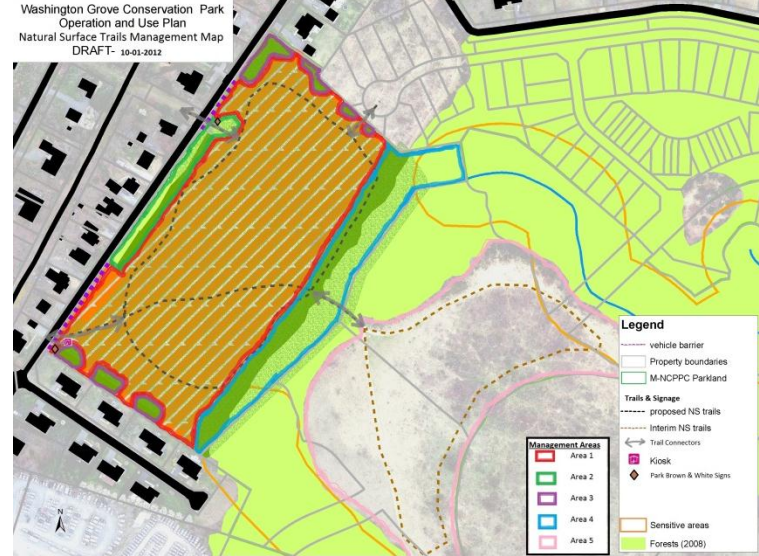 Washington Grove Conservation Park
Operation and Use Plan
Natural Surface Trails Management Map
DRAFT- 10-01-2012
Legend
vehicle barrier
Property boundaries
M-NCPPC Parkland
Trails & Signage
proposed NS trails
Interim NS trails
Trail Connectors
Kiosk
Park Brown & White Signs
Sensitive areas
Forests (2008)
Management Areas
Area 1
Area 2
Area 3
Area 4
Area 5
N